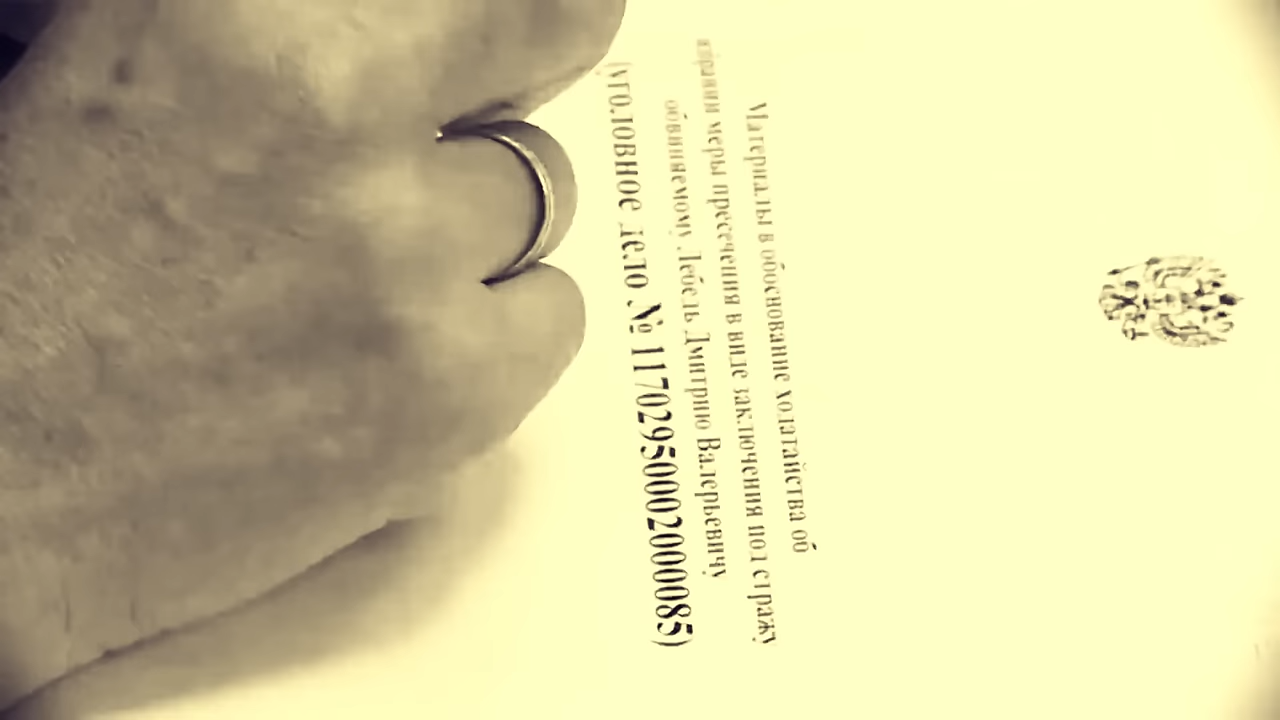 Материалы в обоснование ходатайства об
избрании меры пресечения в виде заключения под стражу
обвиняемому Лебедь Дмитрию Валерьевичу
(уголовное дело № 11702950002000085)